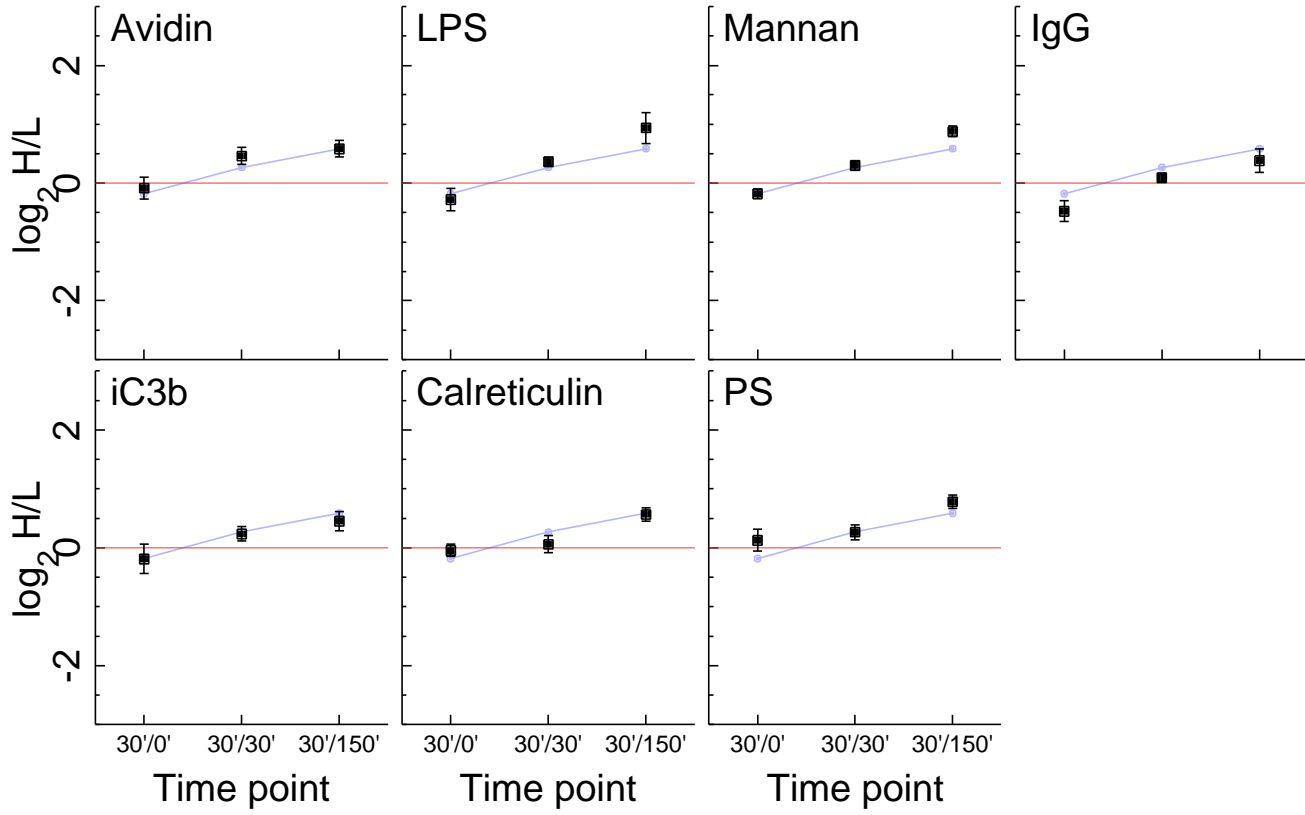 Avidin
LPS
Mannan
IgG
2
0
-2
log₂ H/L
iC3b
Calreticulin
PS
2
0
-2
log₂ H/L
30'/0' 30'/30' 30'/150'
30'/0' 30'/30' 30'/150'
30'/0' 30'/30' 30'/150'
Time point
Time point
Time point